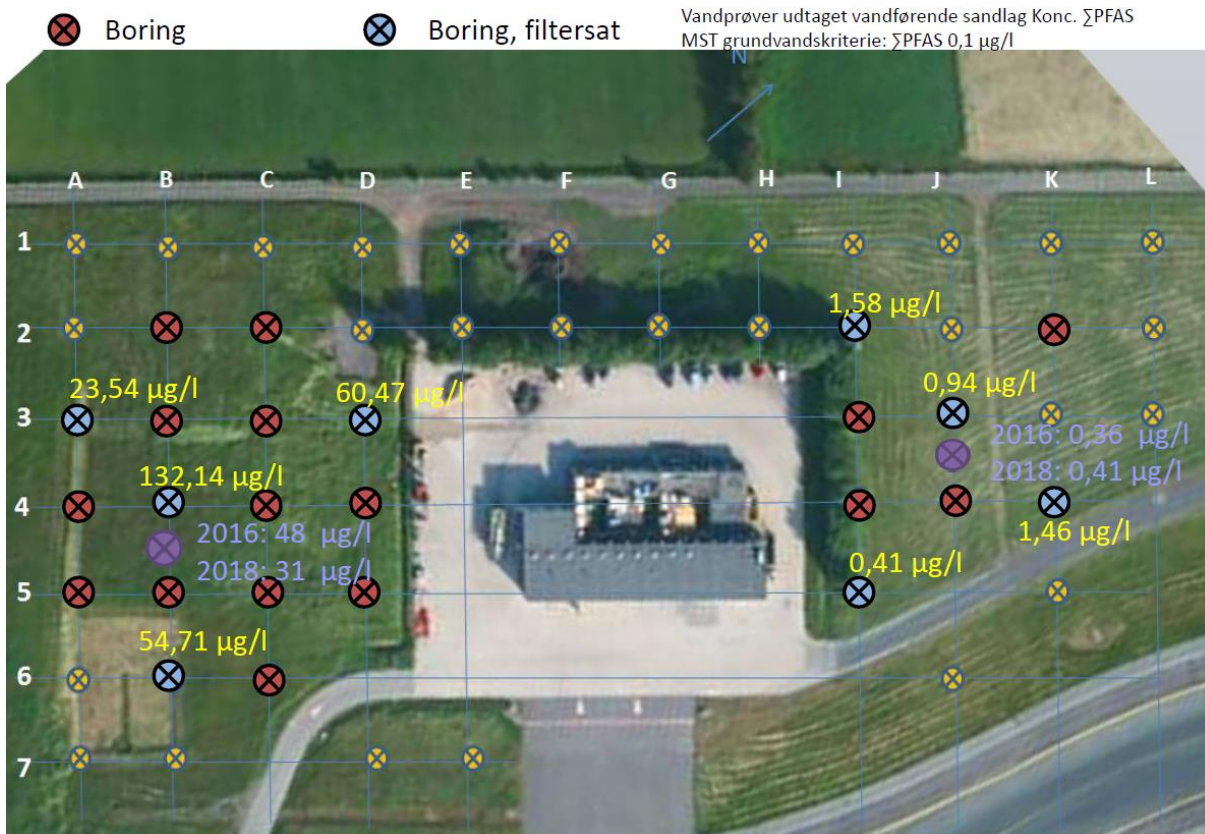 Boring
Boring, filtersat
Vandprøver udtaget vandførende sandlag Konc. ∑PFAS
MST grundvandskriterie: ∑PFAS 0,1 µg/l
N
A B C D E F G H I J K L
1
1,58 µg/l
2
23,54 µg/l
60,47 µg/l
0,94 µg/l
3
2016: 0,36 µg/l
2018: 0,41 µg/l
132,14 µg/l
4
2016: 48 µg/l
2018: 31 µg/l
1,46 µg/l
0,41 µg/l
5
54,71 µg/l
6
7